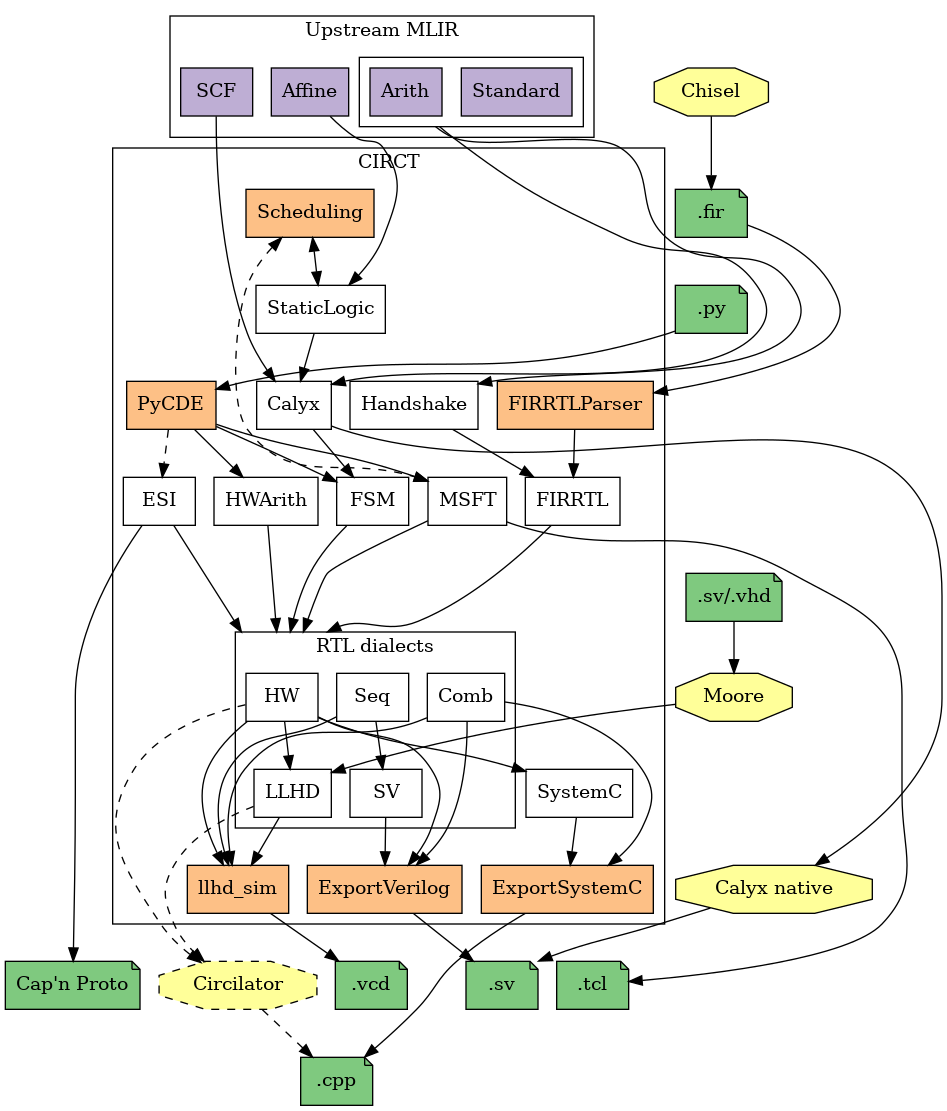 Upstream MLIR
SCF
Affine
Arith
Standard
Chisel
CIRCT
Scheduling
.fir
StaticLogic
.py
PyCDE
Calyx
Handshake
FIRRTLParser
ESI
HWArith
FSM
MSFT
FIRRTL
.sv/.vhd
RTL dialects
HW
Seq
Comb
Moore
LLHD
SV
SystemC
llhd_sim
ExportVerilog
ExportSystemC
Calyx native
Cap'n Proto
Circilator
.vcd
.sv
.tcl
.cpp